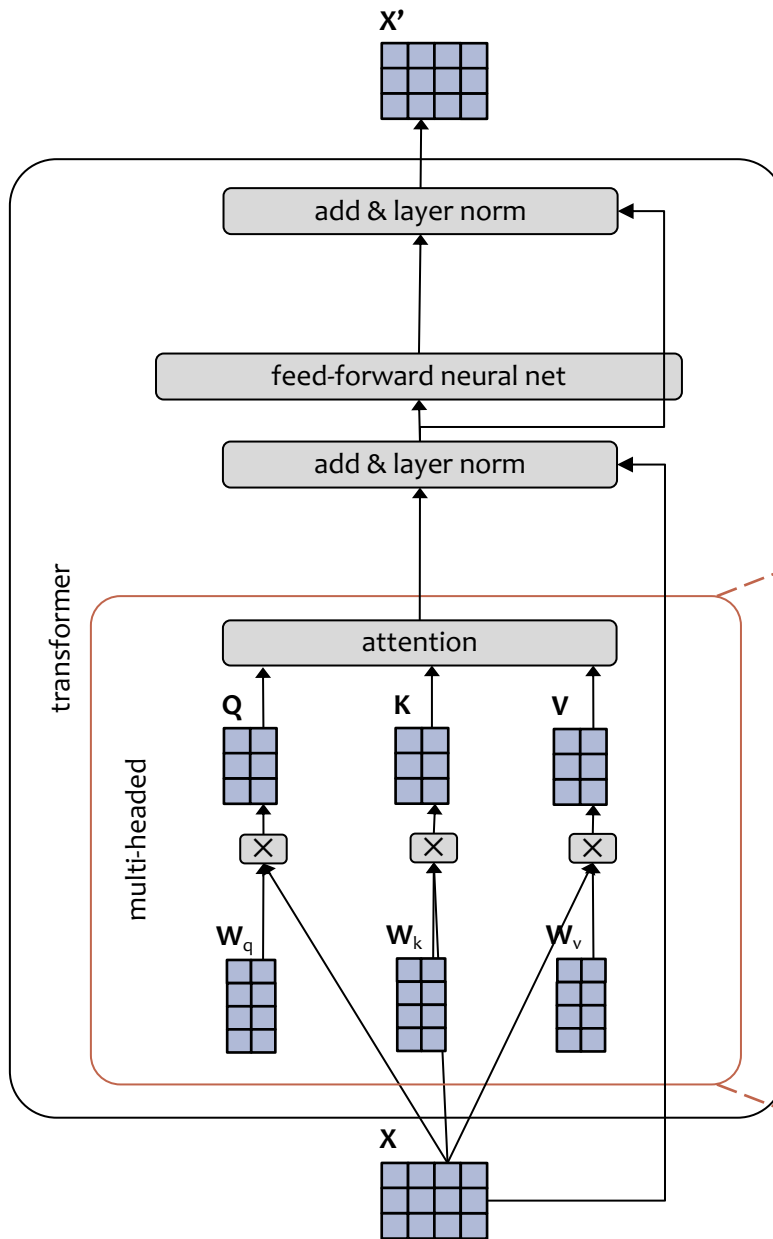 X’
add & layer norm
feed-forward neural net
add & layer norm
transformer
attention
Q K V
multi-headed
× × ×
Wq Wk Wv
X